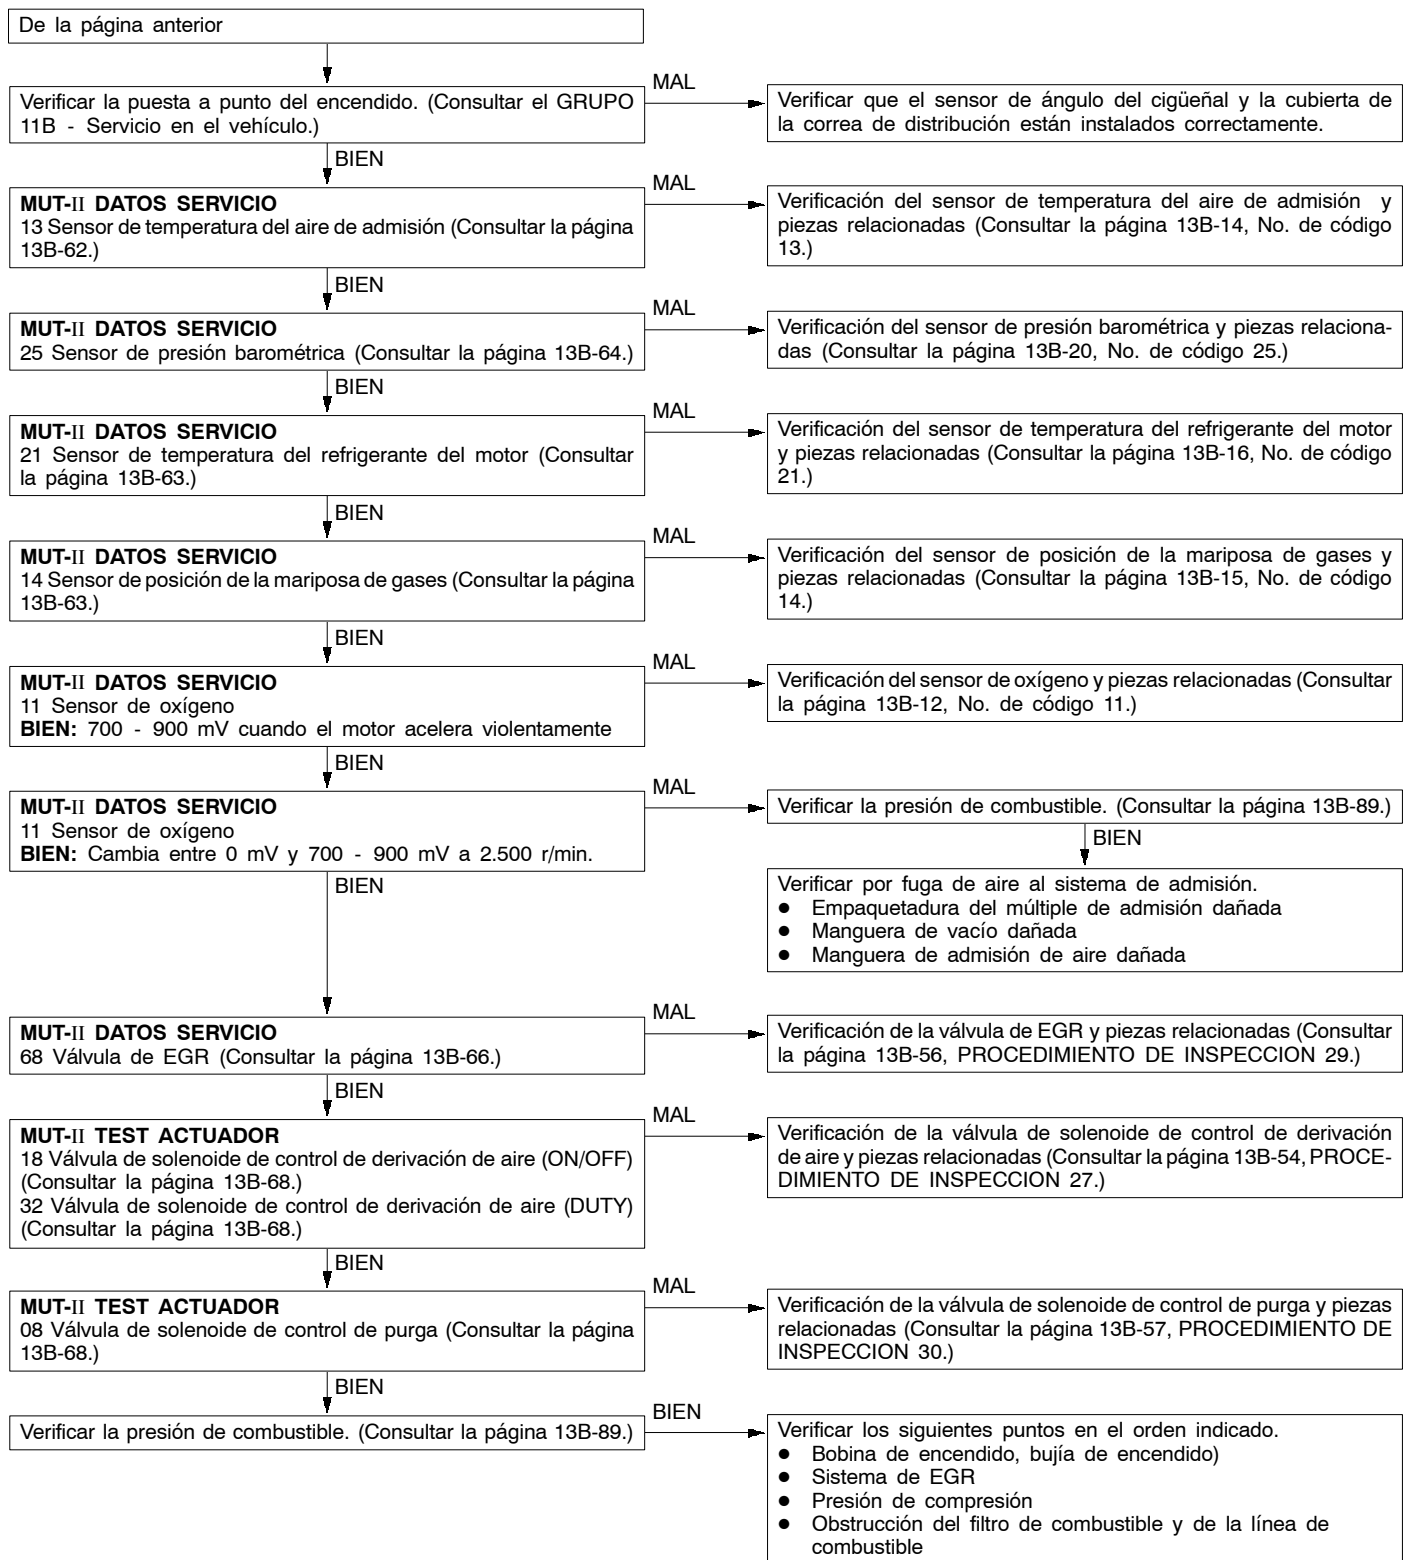 De la página anterior
Verificar la puesta a punto del encendido. (Consultar el GRUPO
11B - Servicio en el vehículo.)
MAL
Verificar que el sensor de ángulo del cigüeñal y la cubierta de
la correa de distribución están instalados correctamente.
BIEN
MUT-II DATOS SERVICIO
13 Sensor de temperatura del aire de admisión (Consultar la página
13B-62.)
MAL
Verificación del sensor de temperatura del aire de admisión y
piezas relacionadas (Consultar la página 13B-14, No. de código
13.)
BIEN
MUT-II DATOS SERVICIO
25 Sensor de presión barométrica (Consultar la página 13B-64.)
MAL
Verificación del sensor de presión barométrica y piezas relaciona-
das (Consultar la página 13B-20, No. de código 25.)
BIEN
MUT-II DATOS SERVICIO
21 Sensor de temperatura del refrigerante del motor (Consultar
la página 13B-63.)
MAL
Verificación del sensor de temperatura del refrigerante del motor
y piezas relacionadas (Consultar la página 13B-16, No. de código
21.)
BIEN
MUT-II DATOS SERVICIO
14 Sensor de posición de la mariposa de gases (Consultar la página
13B-63.)
MAL
Verificación del sensor de posición de la mariposa de gases y
piezas relacionadas (Consultar la página 13B-15, No. de código
14.)
BIEN
MUT-II DATOS SERVICIO
11 Sensor de oxígeno
BIEN: 700 - 900 mV cuando el motor acelera violentamente
MAL
Verificación del sensor de oxígeno y piezas relacionadas (Consultar
la página 13B-12, No. de código 11.)
BIEN
MUT-II DATOS SERVICIO
11 Sensor de oxígeno
BIEN: Cambia entre 0 mV y 700 - 900 mV a 2.500 r/min.
MAL
Verificar la presión de combustible. (Consultar la página 13B-89.)
BIEN
Verificar por fuga de aire al sistema de admisión.
● Empaquetadura del múltiple de admisión dañada
● Manguera de vacío dañada
● Manguera de admisión de aire dañada
BIEN
MUT-II DATOS SERVICIO
68 Válvula de EGR (Consultar la página 13B-66.)
MAL
Verificación de la válvula de EGR y piezas relacionadas (Consultar
la página 13B-56, PROCEDIMIENTO DE INSPECCION 29.)
BIEN
MUT-II TEST ACTUADOR
18 Válvula de solenoide de control de derivación de aire (ON/OFF)
(Consultar la página 13B-68.)
32 Válvula de solenoide de control de derivación de aire (DUTY)
(Consultar la página 13B-68.)
MAL
Verificación de la válvula de solenoide de control de derivación
de aire y piezas relacionadas (Consultar la página 13B-54, PROCE-
DIMIENTO DE INSPECCION 27.)
BIEN
MUT-II TEST ACTUADOR
08 Válvula de solenoide de control de purga (Consultar la página
13B-68.)
MAL
Verificación de la válvula de solenoide de control de purga y piezas
relacionadas (Consultar la página 13B-57, PROCEDIMIENTO DE
INSPECCION 30.)
BIEN
Verificar la presión de combustible. (Consultar la página 13B-89.)
BIEN
Verificar los siguientes puntos en el orden indicado.
● Bobina de encendido, bujía de encendido)
● Sistema de EGR
● Presión de compresión
● Obstrucción del filtro de combustible y de la línea de
combustible